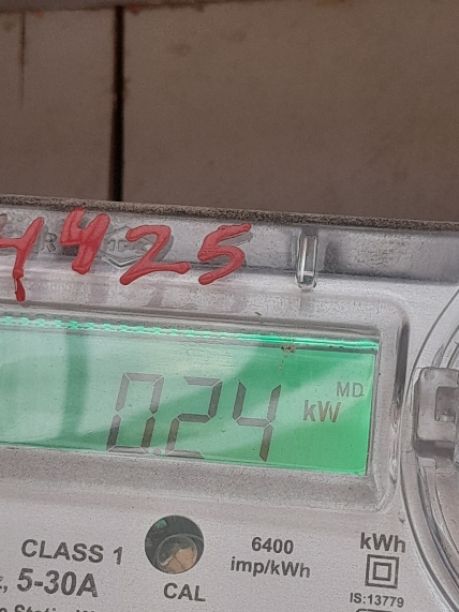 4425
MD
0.24 kW
CLASS 1
5-30A
CAL
6400
imp/kWh
kWh
IS:13779